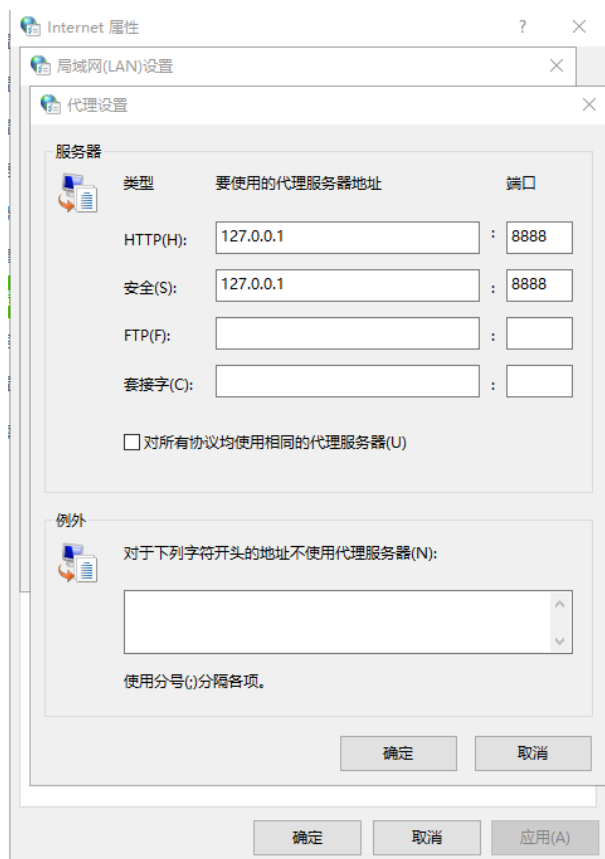 Internet 属性
局域网(LAN)设置
代理设置
服务器
类型 要使用的代理服务器地址 端口
HTTP(H): 127.0.0.1 : 8888
安全(S): 127.0.0.1 : 8888
FTP(F): :
套接字(C): :
对所有协议均使用相同的代理服务器(U)
例外
对于下列字符开头的地址不使用代理服务器(N):
使用分号(;)分隔各项。
确定 取消
确定 取消 应用(A)